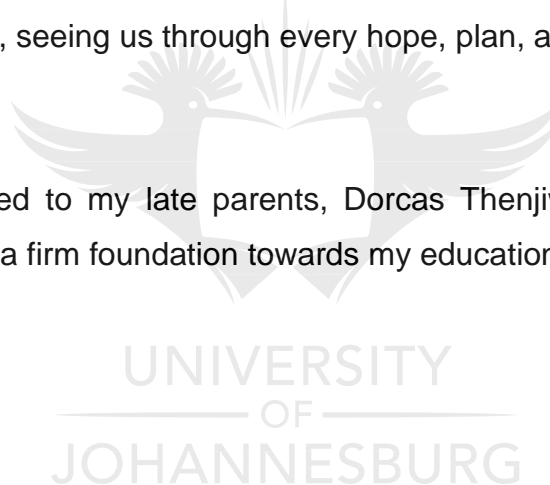 , seeing us through every hope, plan, a
ed to my late parents, Dorcas
a firm foundation towards my education
UNIVERSITY
OF
JOHANNESBURG